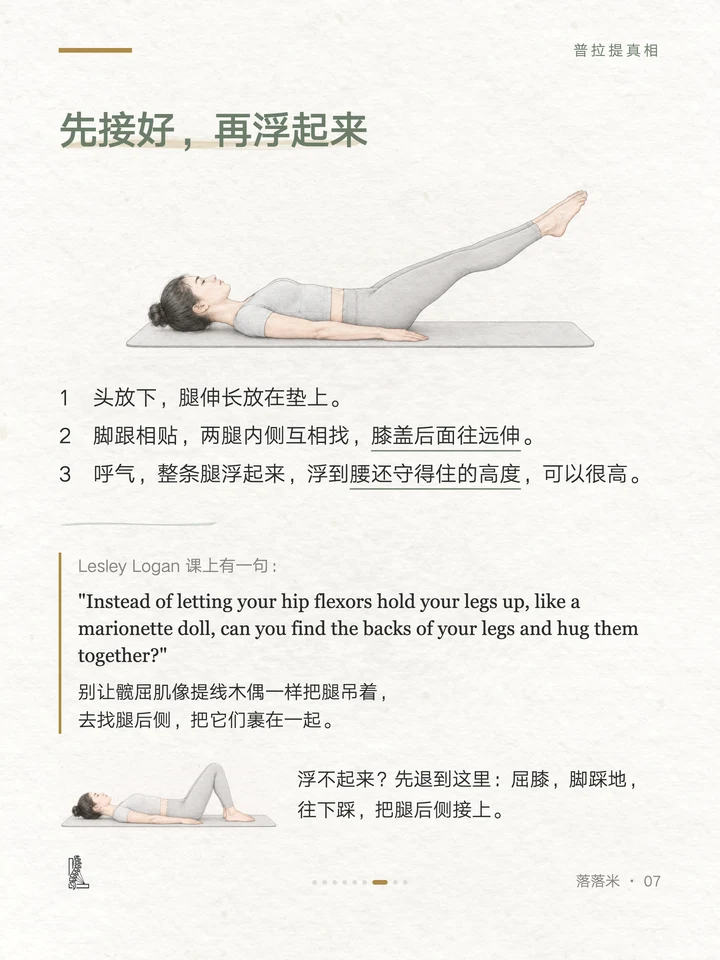 普拉提真相
先接好，再浮起来
1 头放下，腿伸长放在垫上。
2 脚跟相贴，两腿内侧互相找，膝盖后面往远伸。
3 呼气，整条腿浮起来，浮到腰还守得住的高度，可以很高。
Lesley Logan 课上有一句：
"Instead of letting your hip flexors hold your legs up, like a
marionette doll, can you find the backs of your legs and hug them
together?"
别让髋屈肌像提线木偶一样把腿吊着，
去找腿后侧，把它们裹在一起。
浮不起来？先退到这里：屈膝，脚踩地，
往下踩，把腿后侧接上。
落落米 · 07